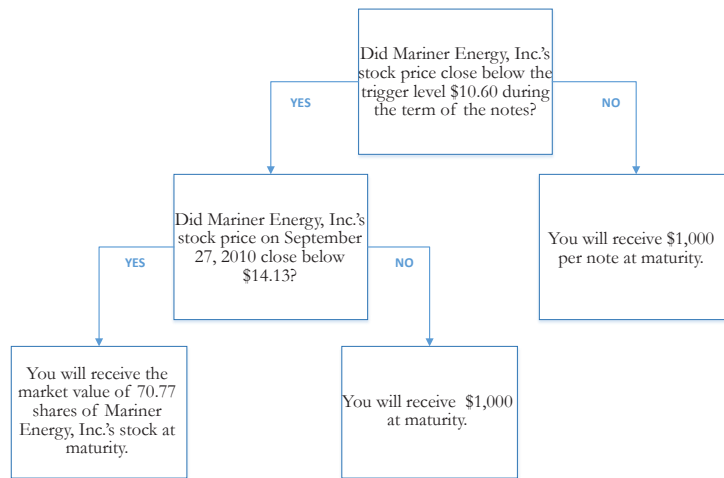 Did Mariner Energy, Inc.'s
stock price close below the
trigger level $10.60 during
the term of the notes?
YES
NO
Did Mariner Energy, Inc.'s
stock price on September
27, 2010 close below
$14.13?
You will receive $1,000
per note at maturity.
YES
NO
You will receive the
market value of 70.77
shares of Mariner
Energy, Inc.'s stock at
maturity.
You will receive $1,000
at maturity.